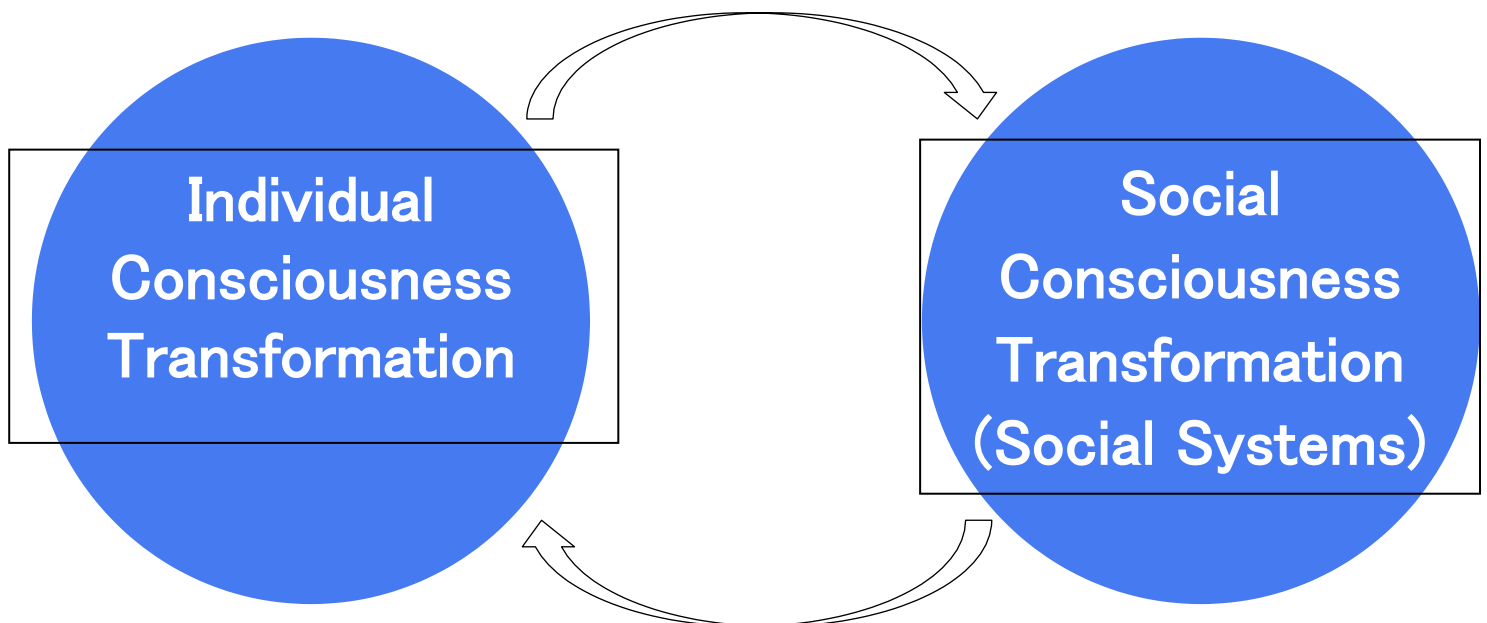 Individual
Consciousness
Transformation
Social
Consciousness
Transformation
(Social Systems)